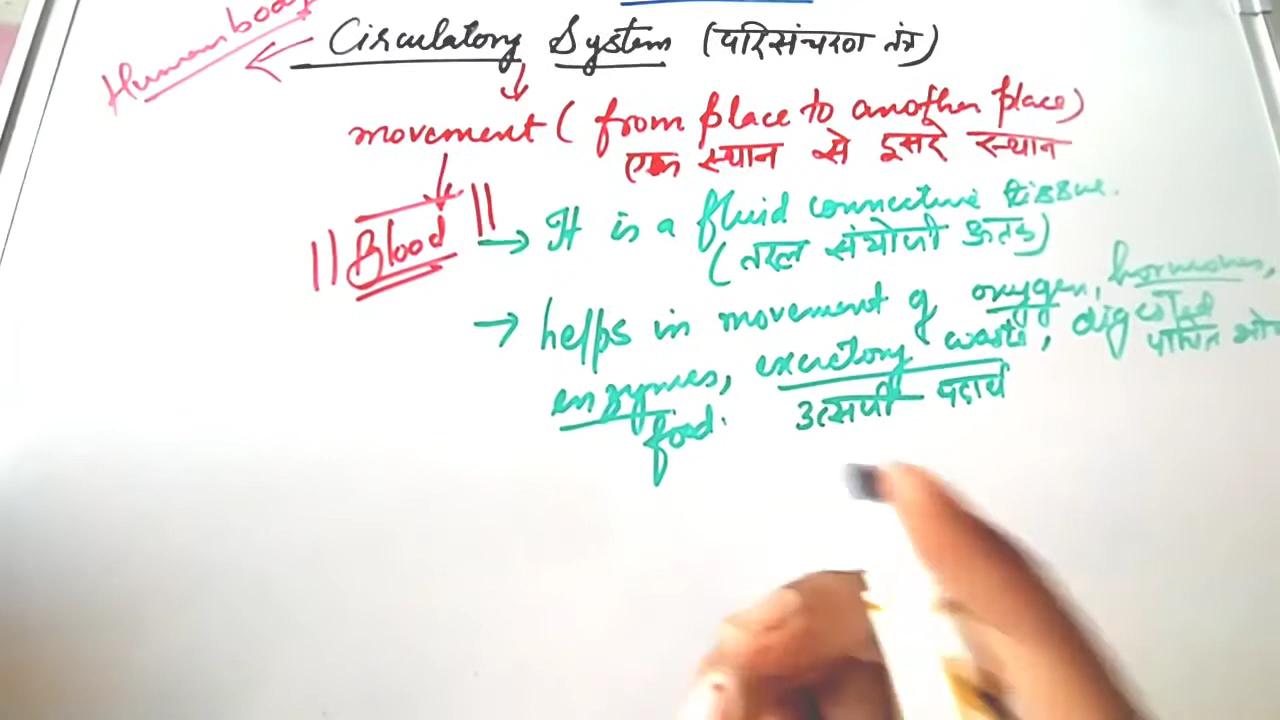 Human body
Circulatory System (परिसंचरण तंत्र)
movement ( from place to another place)
एक स्थान से दूसरे स्थान
|| Blood || → It is a fluid connective tissue.
(तरल संयोजी ऊतक)
→ helps in movement of oxygen, hormones,
enzymes, excretory waste, digested
food. उत्सर्जी पदार्थ पचित